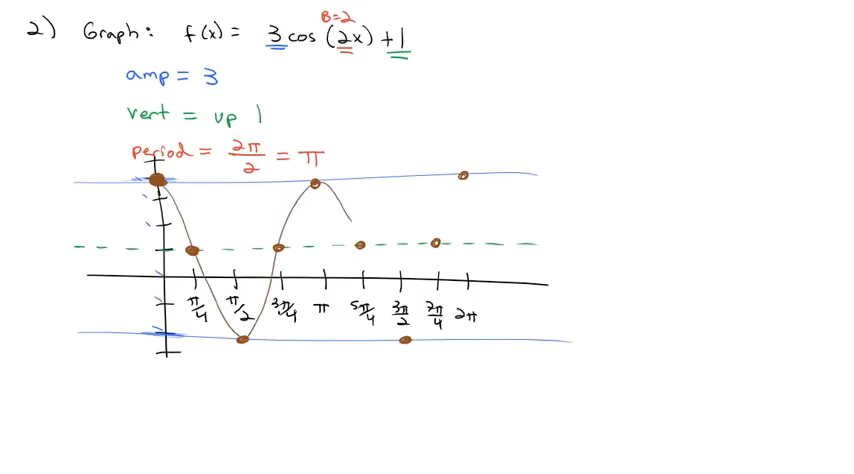 B=2
2) Graph: f(x) = 3 cos (2x) + 1
amp = 3
vert = up 1
period = 2π/2 = π
π/4 π/2 3π/4 π 5π/4 3π/2 7π/4 2π